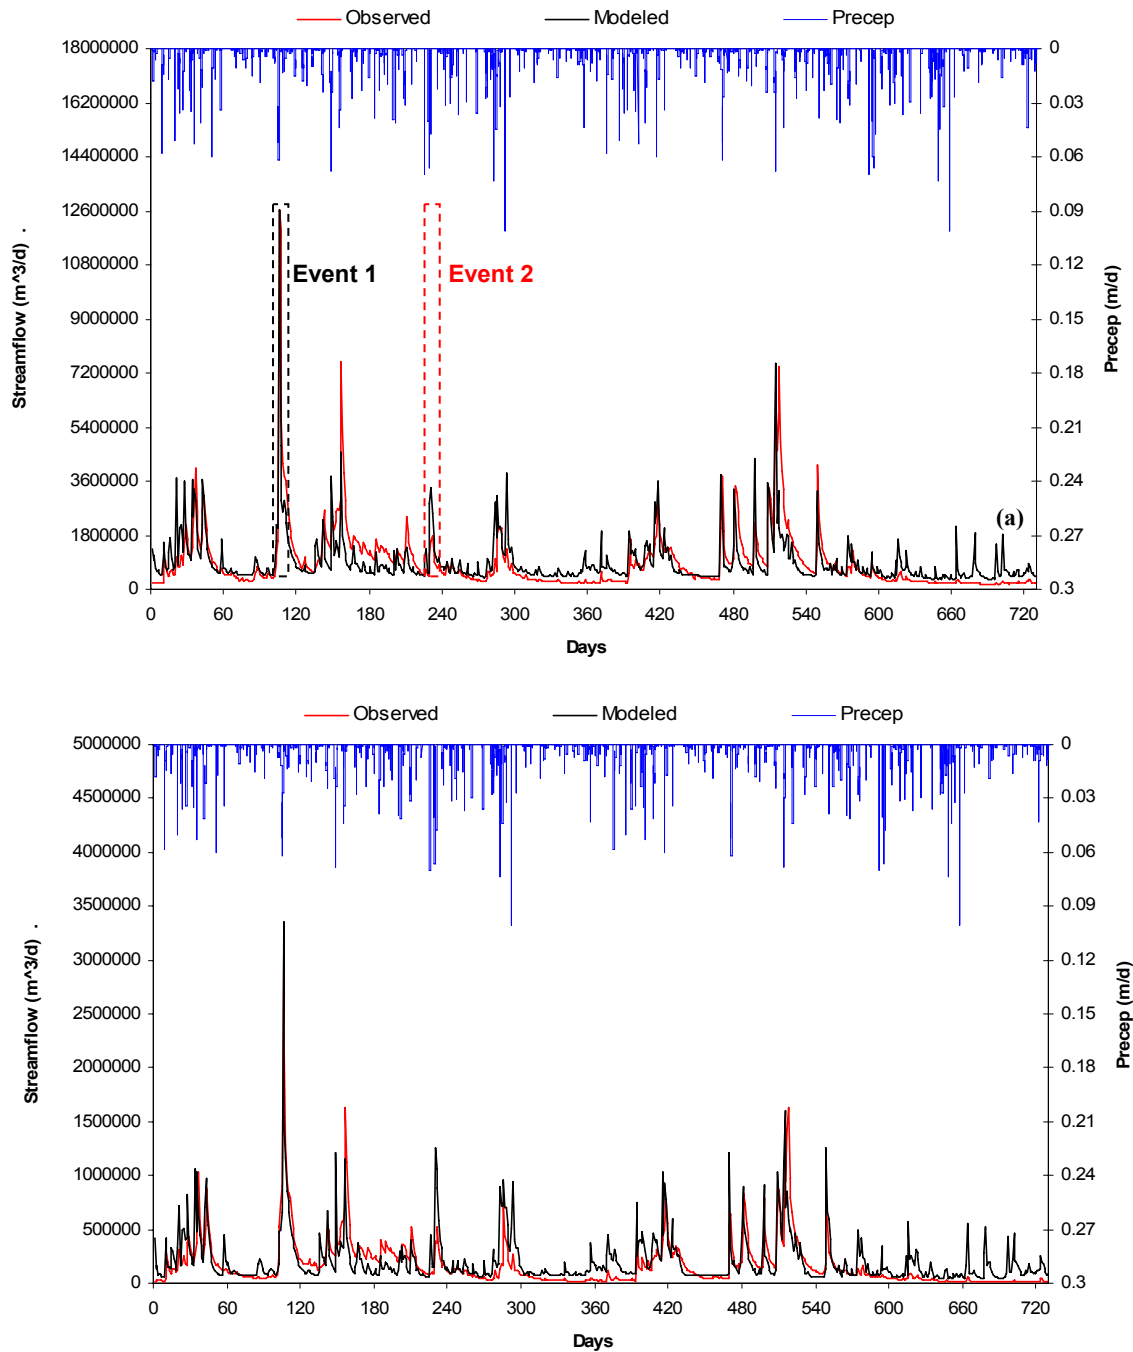 Observed Modeled Precep
18000000 0
16200000 0.03
14400000 0.06
12600000 0.09
10800000 0.12
9000000 0.15
7200000 0.18
5400000 0.21
3600000 0.24
1800000 0.27
0 0.3
Streamflow (m^3/d) .
Precep (m/d)
Event 1 Event 2
(a)
0 60 120 180 240 300 360 420 480 540 600 660 720
Days
Observed Modeled Precep
5000000 0
4500000 0.03
4000000 0.06
3500000 0.09
3000000 0.12
2500000 0.15
2000000 0.18
1500000 0.21
1000000 0.24
500000 0.27
0 0.3
Streamflow (m^3/d) .
Precep (m/d)
0 60 120 180 240 300 360 420 480 540 600 660 720
Days